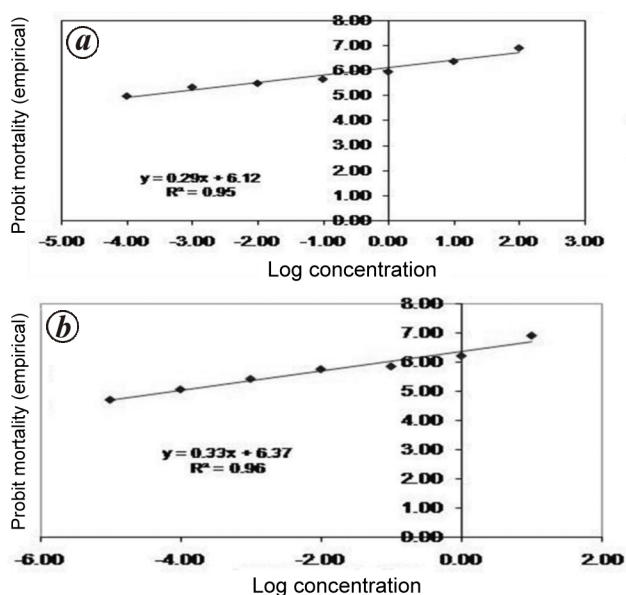 a
Probit mortality (empirical)
8.00
7.00
6.00
5.00
4.00
3.00
2.00
1.00
0.00
y = 0.29x + 6.12
R² = 0.95
-5.00 -4.00 -3.00 -2.00 -1.00 0.00 1.00 2.00 3.00
Log concentration
b
Probit mortality (empirical)
8.00
7.00
6.00
5.00
4.00
3.00
2.00
1.00
0.00
y = 0.33x + 6.37
R² = 0.96
-6.00 -4.00 -2.00 0.00 2.00
Log concentration